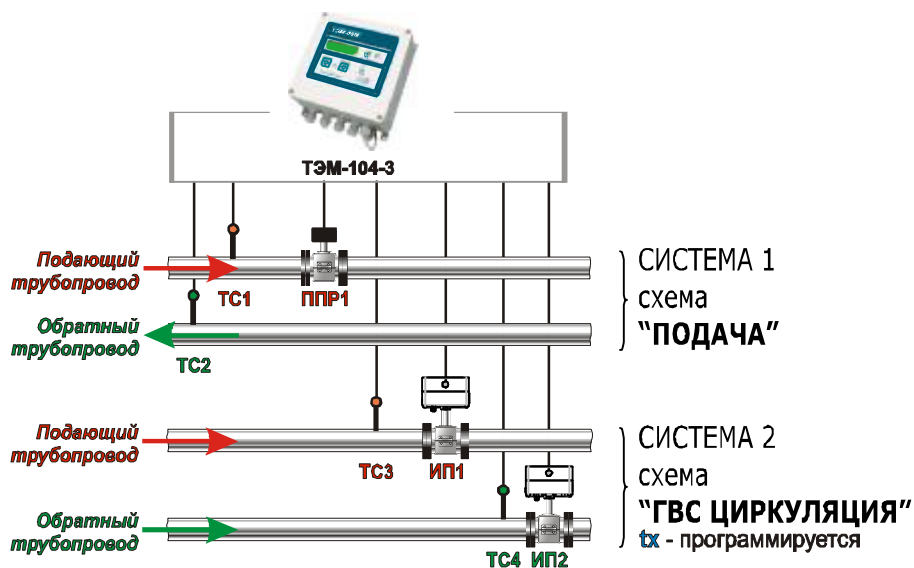 ТЭМ-104-3
Подающий
трубопровод
ТС1
ППР1
СИСТЕМА 1
схема
“ПОДАЧА”
Обратный
трубопровод
ТС2
Подающий
трубопровод
ТС3
ИП1
СИСТЕМА 2
схема
“ГВС ЦИРКУЛЯЦИЯ”
tx - программируется
Обратный
трубопровод
ТС4 ИП2